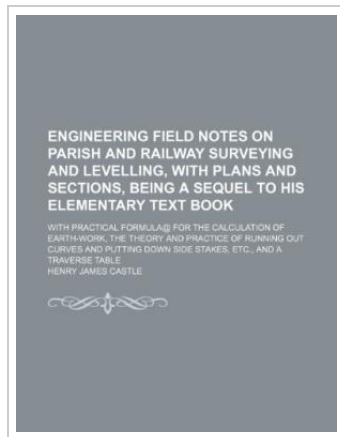 ENGINEERING FIELD NOTES ON
PARISH AND RAILWAY SURVEYING
AND LEVELLING, WITH PLANS AND
SECTIONS, BEING A SEQUEL TO HIS
ELEMENTARY TEXT BOOK
WITH PRACTICAL FORMULA@ FOR THE CALCULATION OF
EARTH-WORK, THE THEORY AND PRACTICE OF RUNNING OUT
CURVES AND PUTTING DOWN SIDE STAKES, ETC., AND A
TRAVERSE TABLE
HENRY JAMES CASTLE